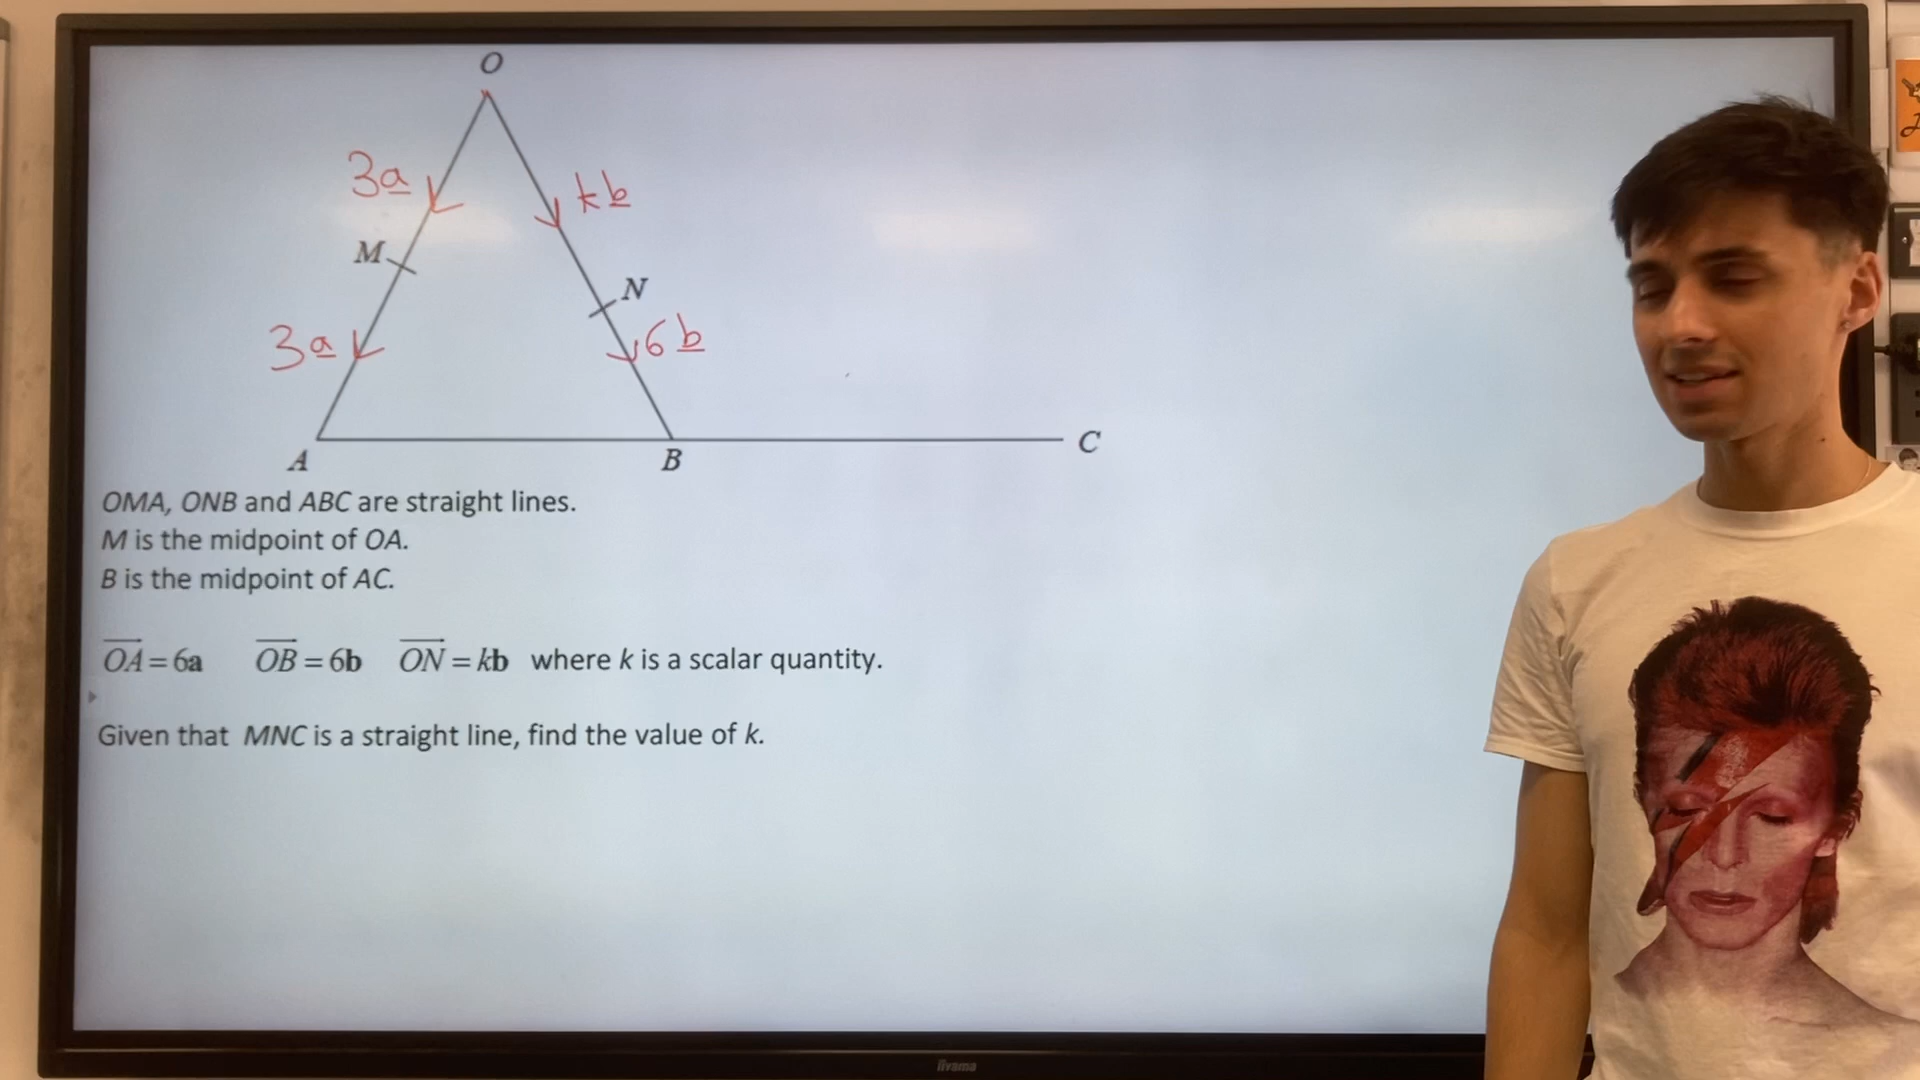 O
3a
kb
M
N
3a
6b
A
B
C
OMA, ONB and ABC are straight lines.
M is the midpoint of OA.
B is the midpoint of AC.
OA = 6a OB = 6b ON = kb where k is a scalar quantity.
Given that MNC is a straight line, find the value of k.
iiyama